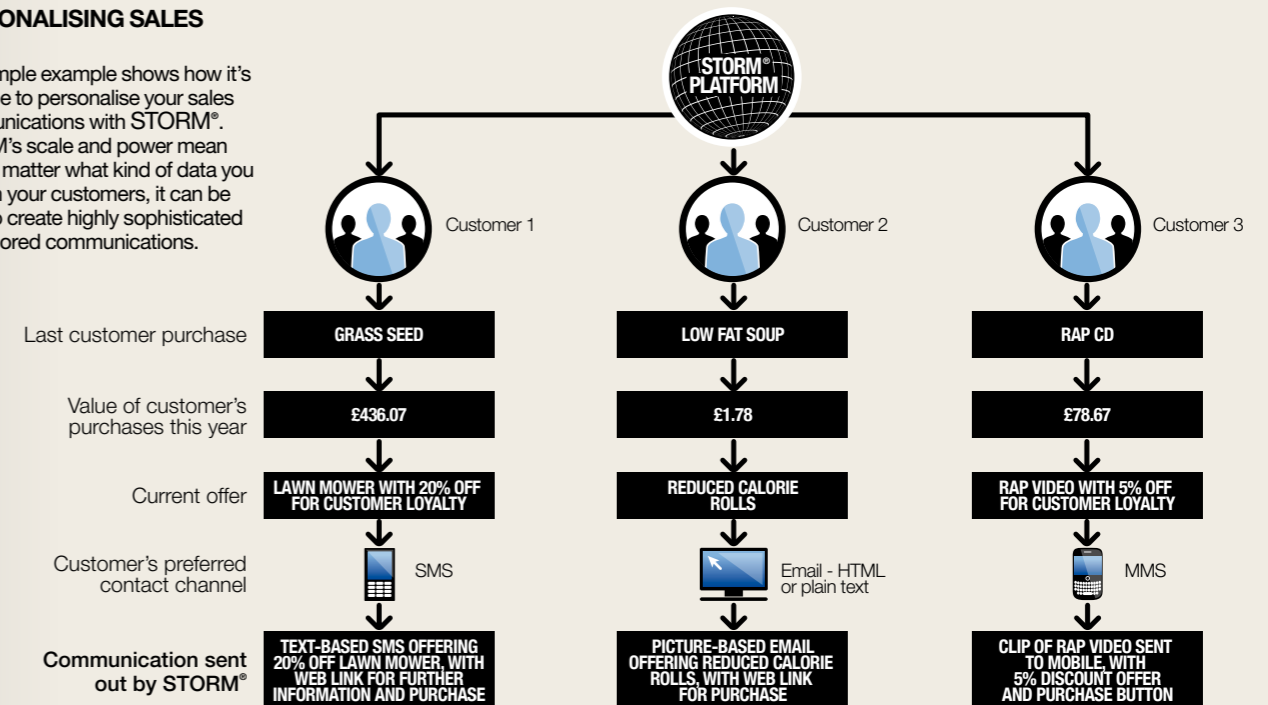 ONALISING SALES
mple example shows how it's
e to personalise your sales
unications with STORM®.
M's scale and power mean
matter what kind of data you
n your customers, it can be
o create highly sophisticated
ored communications.
STORM®
PLATFORM
Customer 1
Customer 2
Customer 3
Last customer purchase
GRASS SEED
LOW FAT SOUP
RAP CD
Value of customer's
purchases this year
£436.07
£1.78
£78.67
Current offer
LAWN MOWER WITH 20% OFF
FOR CUSTOMER LOYALTY
REDUCED CALORIE
ROLLS
RAP VIDEO WITH 5% OFF
FOR CUSTOMER LOYALTY
Customer's preferred
contact channel
SMS
Email - HTML
or plain text
MMS
Communication sent
out by STORM®
TEXT-BASED SMS OFFERING
20% OFF LAWN MOWER, WITH
WEB LINK FOR FURTHER
INFORMATION AND PURCHASE
PICTURE-BASED EMAIL
OFFERING REDUCED CALORIE
ROLLS, WITH WEB LINK
FOR PURCHASE
CLIP OF RAP VIDEO SENT
TO MOBILE, WITH
5% DISCOUNT OFFER
AND PURCHASE BUTTON